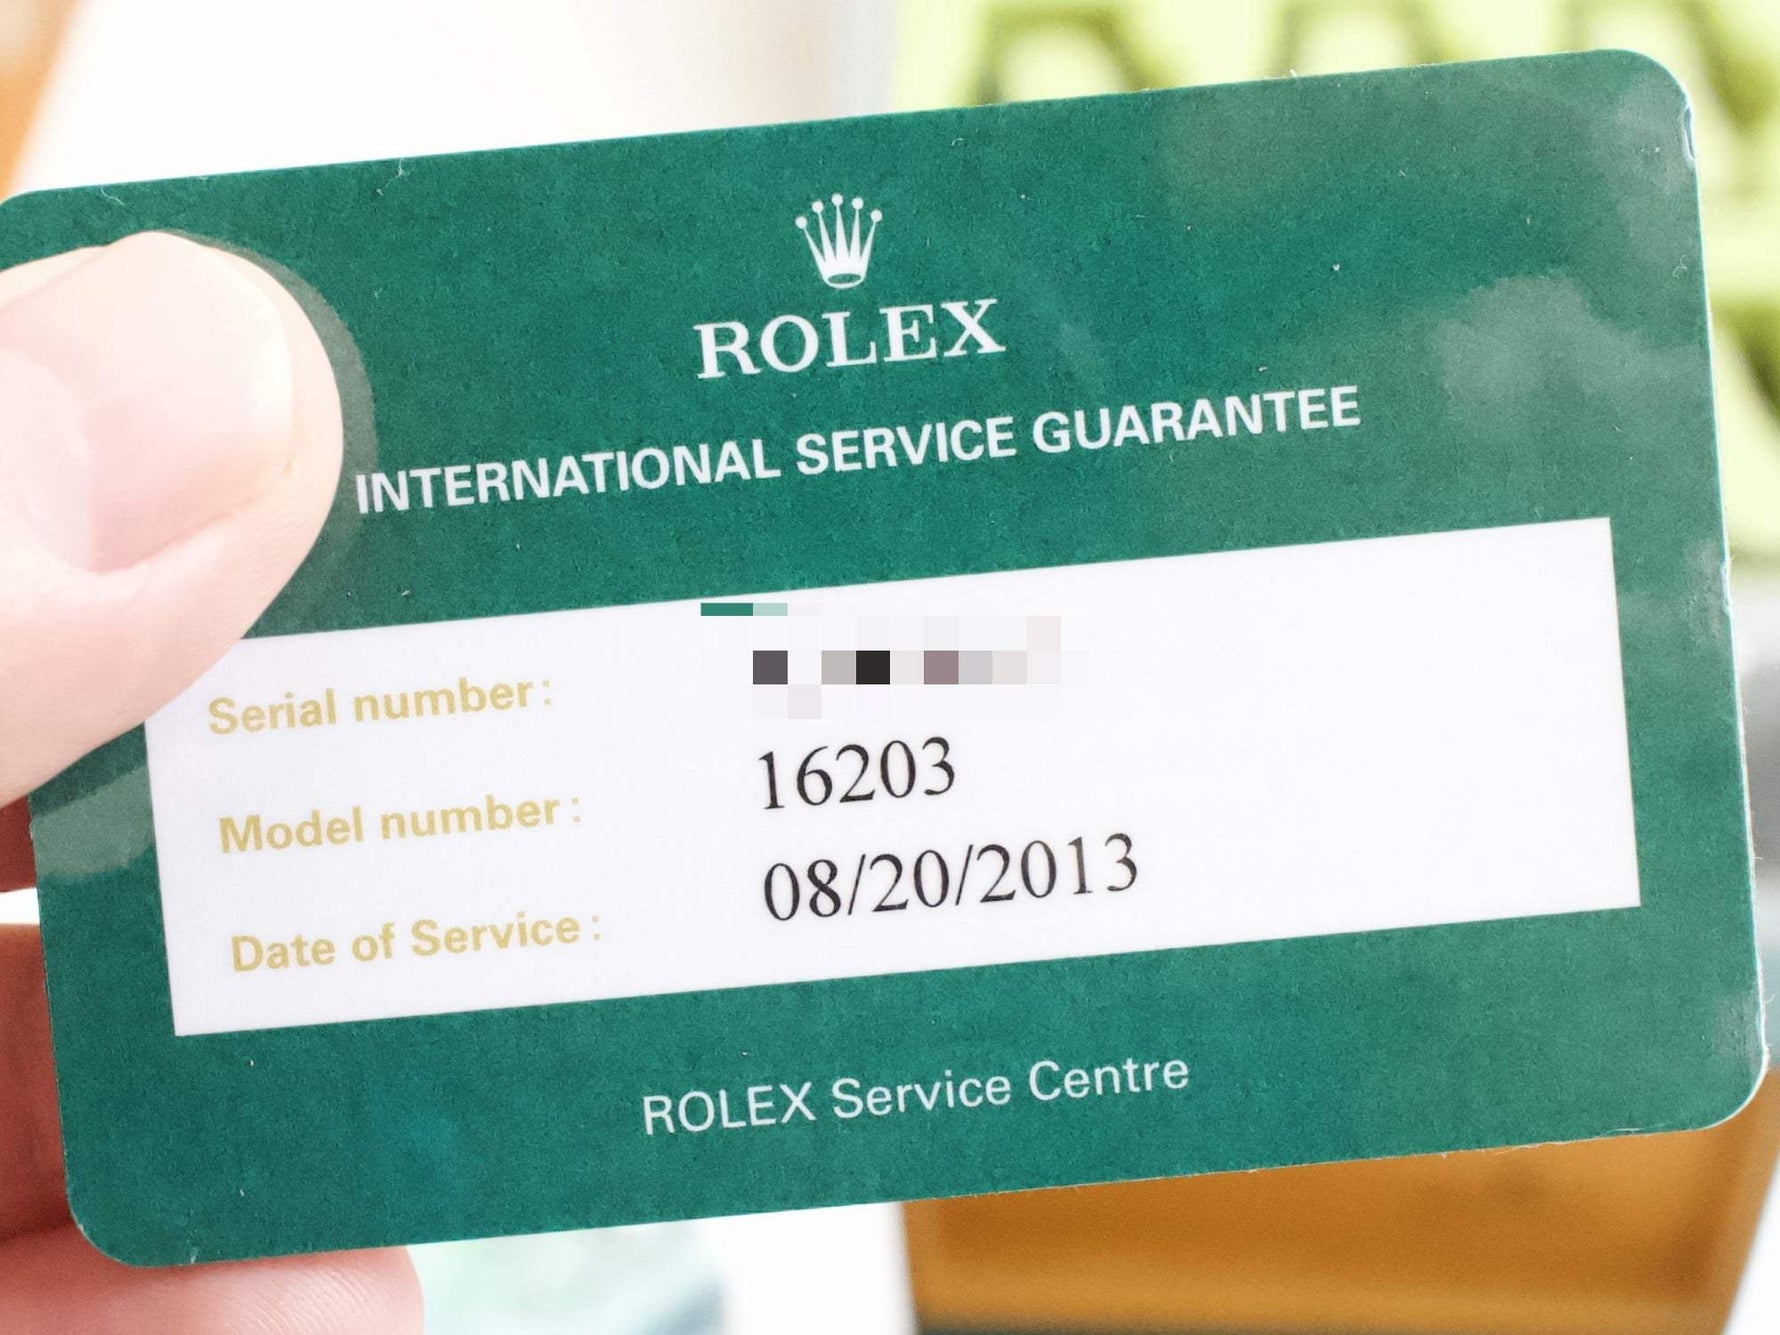 ROLEX
INTERNATIONAL SERVICE GUARANTEE
Serial number:
Model number: 16203
Date of Service: 08/20/2013
ROLEX Service Centre